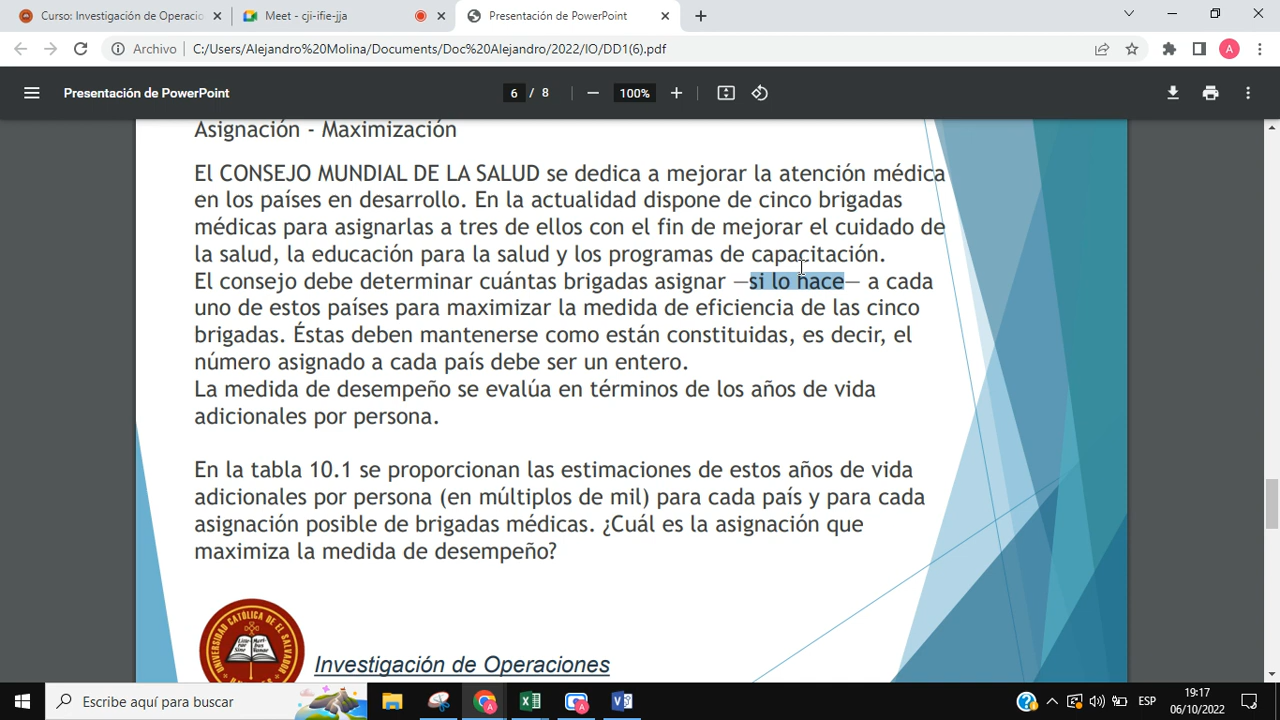 Curso: Investigación de Operacio
Meet - cji-ifie-jja
Presentación de PowerPoint
Archivo
C:/Users/Alejandro%20Molina/Documents/Doc%20Alejandro/2022/IO/DD1(6).pdf
A
Presentación de PowerPoint
6 / 8
100%
Asignación - Maximización
El CONSEJO MUNDIAL DE LA SALUD se dedica a mejorar la atención médica
en los países en desarrollo. En la actualidad dispone de cinco brigadas
médicas para asignarlas a tres de ellos con el fin de mejorar el cuidado de
la salud, la educación para la salud y los programas de capacitación.
El consejo debe determinar cuántas brigadas asignar —si lo hace— a cada
uno de estos países para maximizar la medida de eficiencia de las cinco
brigadas. Éstas deben mantenerse como están constituidas, es decir, el
número asignado a cada país debe ser un entero.
La medida de desempeño se evalúa en términos de los años de vida
adicionales por persona.
En la tabla 10.1 se proporcionan las estimaciones de estos años de vida
adicionales por persona (en múltiplos de mil) para cada país y para cada
asignación posible de brigadas médicas. ¿Cuál es la asignación que
maximiza la medida de desempeño?
UNIVERSIDAD CATÓLICA DE EL SALVADOR
Investigación de Operaciones
Escribe aquí para buscar
ESP
19:17
06/10/2022